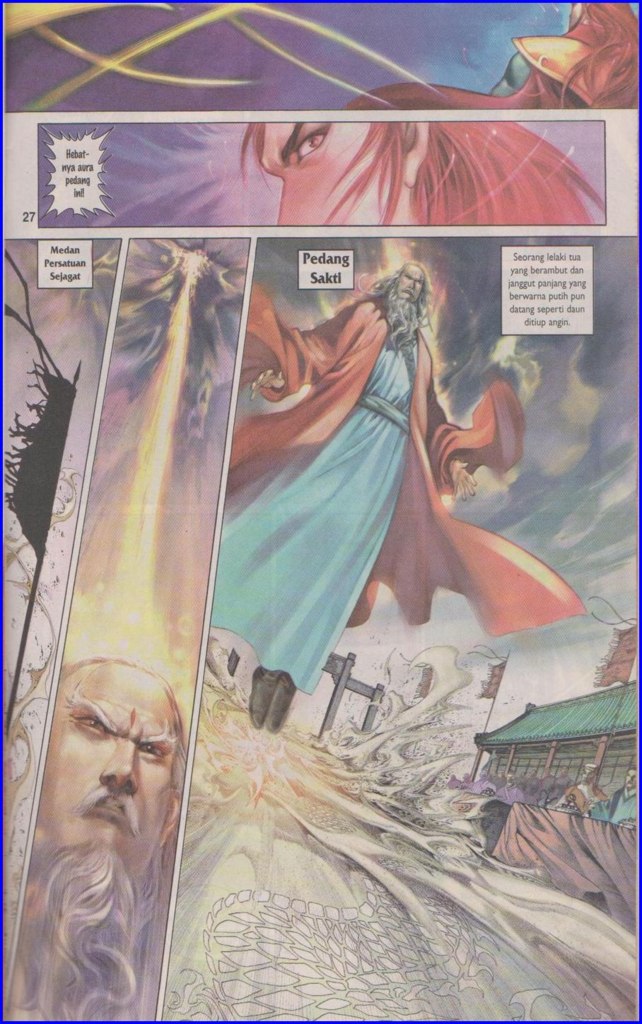 Hebat-
nya aura
pedang
ini!
27
Medan
Persatuan
Sejagat
Pedang
Sakti
Seorang lelaki tua
yang berambut dan
janggut panjang yang
berwarna putih pun
datang seperti daun
ditiup angin.